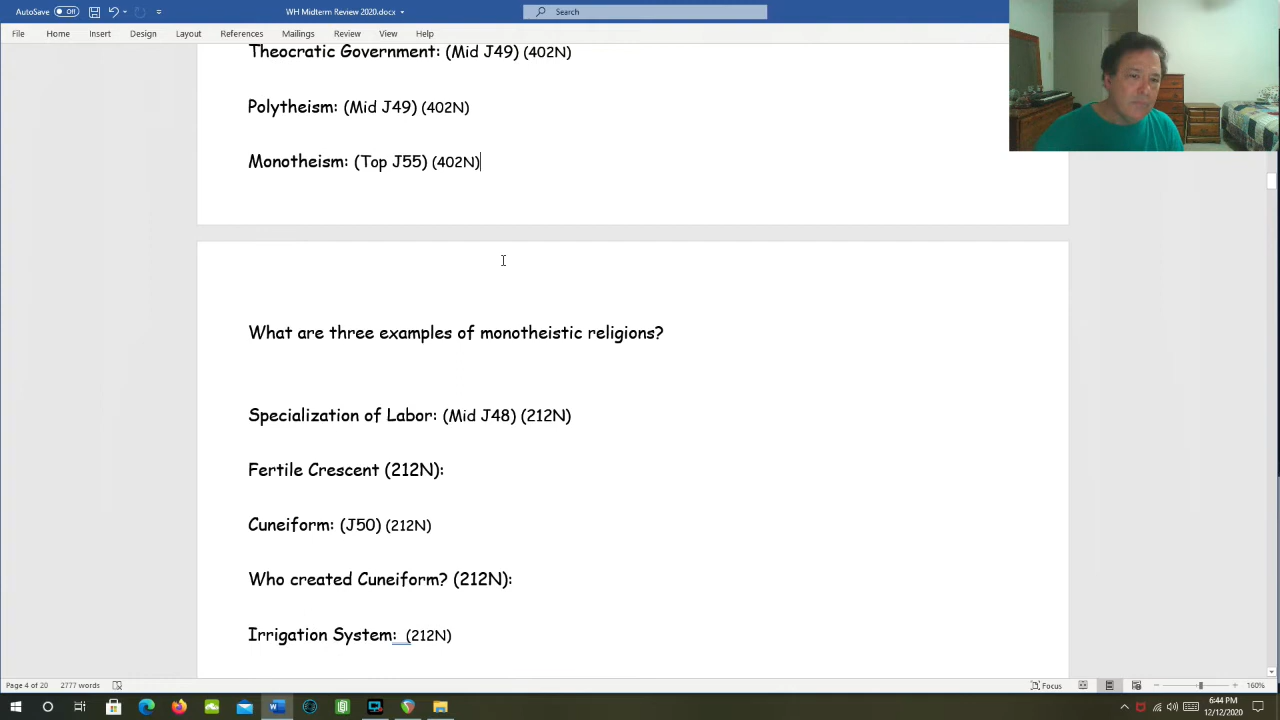 AutoSave Off WH Midterm Review 2020.docx Search
File Home Insert Design Layout References Mailings Review View Help
Theocratic Government: (Mid J49) (402N)
Polytheism: (Mid J49) (402N)
Monotheism: (Top J55) (402N)
What are three examples of monotheistic religions?
Specialization of Labor: (Mid J48) (212N)
Fertile Crescent (212N):
Cuneiform: (J50) (212N)
Who created Cuneiform? (212N):
Irrigation System: (212N)
Page 4 of 20 2777 words Focus 160%
6:44 PM
12/12/2020